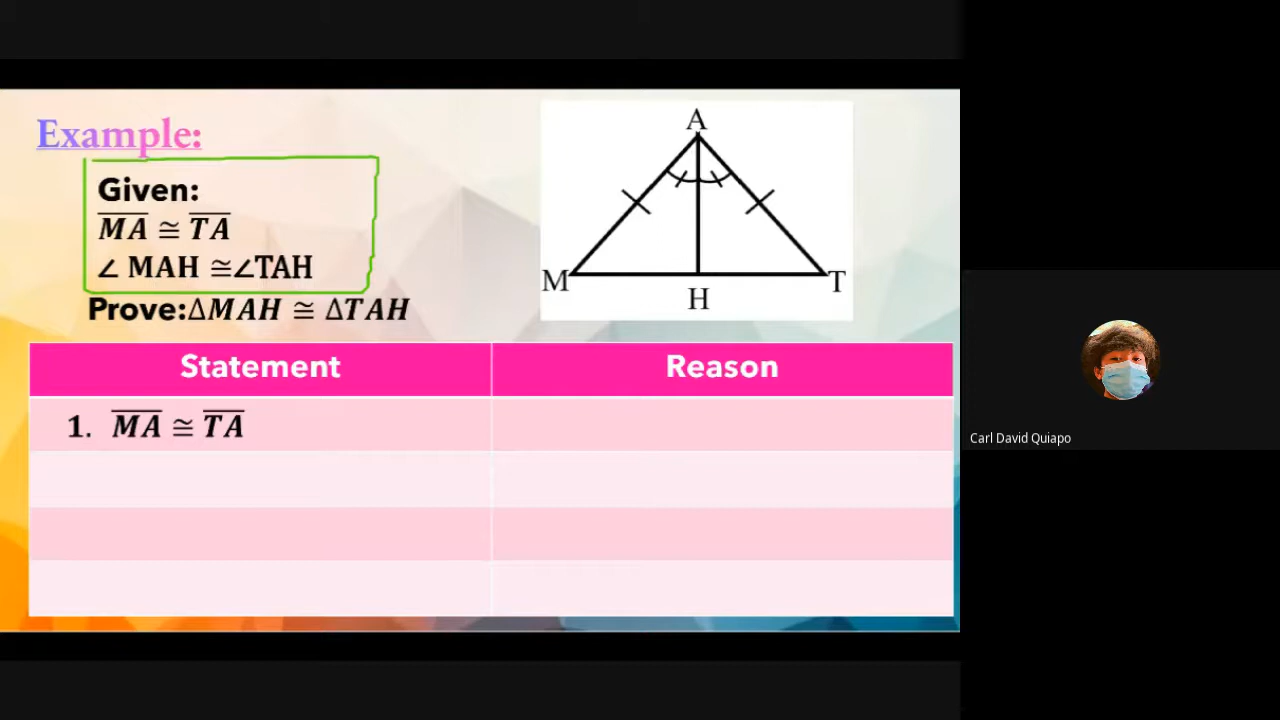 Example:
Given:
MA ≅ TA
∠ MAH ≅∠TAH
Prove:ΔMAH ≅ ΔTAH
A
M
H
T
Statement
Reason
1. MA ≅ TA
Carl David Quiapo